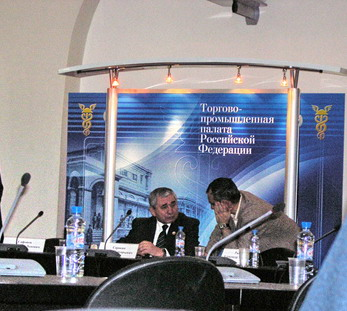 Торгово-
промышленная
палата
Российской
Федерации